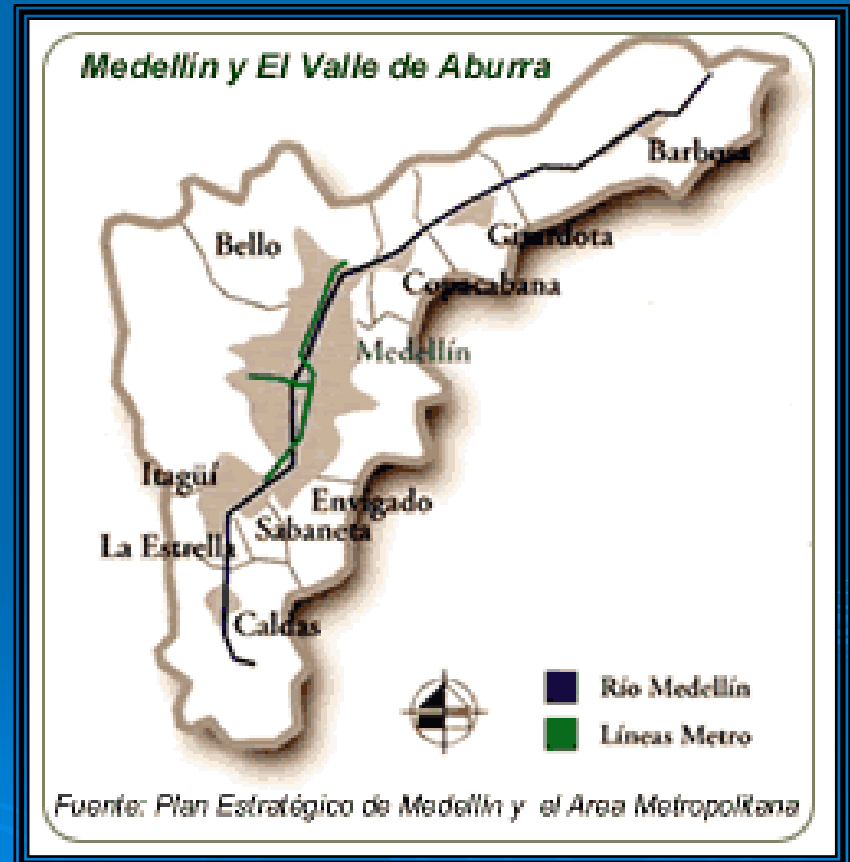 Medellín y El Valle de Aburra
Barbosa
Girardota
Bello
Copacabana
Medellín
Itagüí
Envigado
Sabaneta
La Estrella
Caldas
Río Medellín
Líneas Metro
Fuente: Plan Estratégico de Medellín y el Area Metropolitana